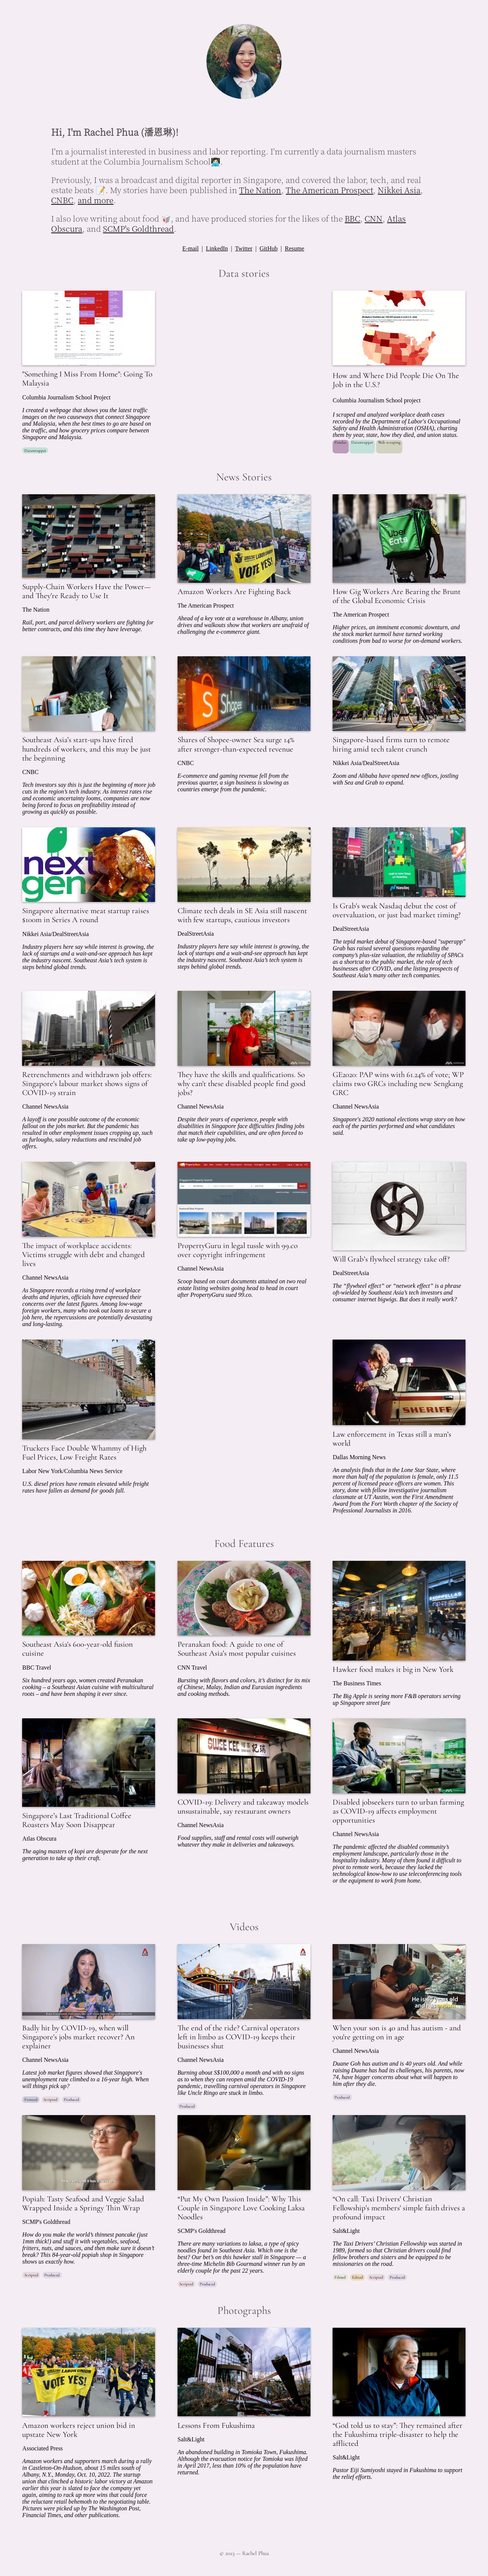 Hi, I'm Rachel Phua (潘恩琳)!
I'm a journalist interested in business and labor reporting. I'm currently a data journalism masters
student at the Columbia Journalism School👩🏻‍💻
Previously, I was a broadcast and digital reporter in Singapore, and covered the labor, tech, and real
estate beats 📝. My stories have been published in The Nation, The American Prospect, Nikkei Asia,
CNBC, and more.
I also love writing about food 🥡, and have produced stories for the likes of the BBC, CNN, Atlas
Obscura, and SCMP's Goldthread.
E-mail | LinkedIn | Twitter | GitHub | Resume
Data stories
"Something I Miss From Home": Going To
Malaysia
Columbia Journalism School Project
I created a webpage that shows you the latest traffic
images on the two causeways that connect Singapore
and Malaysia, when the best times to go are based on
the traffic, and how grocery prices compare between
Singapore and Malaysia.
How and Where Did People Die On The
Job in the U.S.?
Columbia Journalism School project
I scraped and analyzed workplace death cases
recorded by the Department of Labor's Occupational
Safety and Health Administration (OSHA), charting
them by year, state, how they died, and union status.
Web scraping
News Stories
Supply-Chain Workers Have the Power—
and They're Ready to Use It
The Nation
Rail, port, and parcel delivery workers are fighting for
better contracts, and this time they have leverage.
VOTE YES!
Amazon Workers Are Fighting Back
The American Prospect
Ahead of a key vote at a warehouse in Albany, union
drives and walkouts show that workers are unafraid of
challenging the e-commerce giant.
Uber
Eats
How Gig Workers Are Bearing the Brunt
of the Global Economic Crisis
The American Prospect
Higher prices, an imminent economic downturn, and
the stock market turmoil have turned working
conditions from bad to worse for on-demand workers.
Southeast Asia's start-ups have fired
hundreds of workers, and this may be just
the beginning
CNBC
Tech investors say this is just the beginning of more job
cuts in the region's tech industry. As interest rates rise
and economic uncertainty looms, companies are now
being forced to focus on profitability instead of
growing as quickly as possible.
Shopee
Shares of Shopee-owner Sea surge 14%
after stronger-than-expected revenue
CNBC
E-commerce and gaming revenue fell from the
previous quarter, a sign business is slowing as
countries emerge from the pandemic.
Singapore-based firms turn to remote
hiring amid tech talent crunch
Nikkei Asia/DealStreetAsia
Zoom and Alibaba have opened new offices, jostling
with Sea and Grab to expand.
next
gen
Singapore alternative meat startup raises
$100m in Series A round
Nikkei Asia/DealStreetAsia
Industry players here say while interest is growing, the
lack of startups and a wait-and-see approach has kept
the industry nascent. Southeast Asia's tech system is
steps behind global trends.
Climate tech deals in SE Asia still nascent
with few startups, cautious investors
DealStreetAsia
Industry players here say while interest is growing, the
lack of startups and a wait-and-see approach has kept
the industry nascent. Southeast Asia's tech system is
steps behind global trends.
Is Grab's weak Nasdaq debut the cost of
overvaluation, or just bad market timing?
DealStreetAsia
The tepid market debut of Singapore-based "superapp"
Grab has raised several questions regarding the
company's plus-size valuation, the reliability of SPACs
as a shortcut to the public market, the role of tech
businesses after COVID, and the listing prospects of
Southeast Asia's many other tech companies.
Retrenchments and withdrawn job offers:
Singapore's labour market shows signs of
COVID-19 strain
Channel NewsAsia
A layoff is one possible outcome of the economic
fallout on the jobs market. But the pandemic has
resulted in other employment issues cropping up, such
as furloughs, salary reductions and rescinded job
offers.
They have the skills and qualifications. So
why can't these disabled people find good
jobs?
Channel NewsAsia
Despite their years of experience, people with
disabilities in Singapore face difficulties finding jobs
that match their capabilities, and are often forced to
take up low-paying jobs.
GE2020: PAP wins with 61.24% of vote; WP
claims two GRCs including new Sengkang
GRC
Channel NewsAsia
Singapore's 2020 national elections wrap story on how
each of the parties performed and what candidates
said.
The impact of workplace accidents:
Victims struggle with debt and changed
lives
Channel NewsAsia
As Singapore records a rising trend of workplace
deaths and injuries, officials have expressed their
concerns over the latest figures. Among low-wage
foreign workers, many who took out loans to secure a
job here, the repercussions are potentially devastating
and long-lasting.
PropertyGuru in legal tussle with 99.co
over copyright infringement
Channel NewsAsia
Scoop based on court documents attained on two real
estate listing websites going head to head in court
after PropertyGuru sued 99.co.
Will Grab's flywheel strategy take off?
DealStreetAsia
The "flywheel effect" or "network effect" is a phrase
oft-wielded by Southeast Asia's tech investors and
consumer internet bigwigs. But does it really work?
Truckers Face Double Whammy of High
Fuel Prices, Low Freight Rates
Labor New York/Columbia News Service
U.S. diesel prices have remain elevated while freight
rates have fallen as demand for goods fall.
SHERIFF
Law enforcement in Texas still a man's
world
Dallas Morning News
An analysis finds that in the Lone Star State, where
more than half of the population is female, only 11.5
percent of licensed peace officers are women. This
story, done with fellow investigative journalism
classmate at UT Austin, won the First Amendment
Award from the Fort Worth chapter of the Society of
Professional Journalists in 2016.
Food Features
Southeast Asia's 600-year-old fusion
cuisine
BBC Travel
Six hundred years ago, women created Peranakan
cooking – a Southeast Asian cuisine with multicultural
roots – and have been shaping it ever since.
Peranakan food: A guide to one of
Southeast Asia's most popular cuisines
CNN Travel
Bursting with flavors and colors, it's distinct for its mix
of Chinese, Malay, Indian and Eurasian ingredients
and cooking methods.
Hawker food makes it big in New York
The Business Times
The Big Apple is seeing more F&B operators serving
up Singapore street fare
Singapore's Last Traditional Coffee
Roasters May Soon Disappear
Atlas Obscura
The aging masters of kopi are desperate for the next
generation to take up their craft.
GUIXE KEE
COVID-19: Delivery and takeaway models
unsustainable, say restaurant owners
Channel NewsAsia
Food supplies, staff and rental costs will outweigh
whatever they make in deliveries and takeaways.
Disabled jobseekers turn to urban farming
as COVID-19 affects employment
opportunities
Channel NewsAsia
The pandemic affected the disabled community's
employment landscape, particularly those in the
hospitality industry. Many of them found it difficult to
pivot to remote work, because they lacked the
technological know-how to use teleconferencing tools
or the equipment to work from home.
Videos
Badly hit by COVID-19, when will
Singapore's jobs market recover? An
explainer
Channel NewsAsia
Latest job market figures showed that Singapore's
unemployment rate climbed to a 16-year high. When
will things pick up?
Scripted Produced
The end of the ride? Carnival operators
left in limbo as COVID-19 keeps their
businesses shut
Channel NewsAsia
Burning about S$100,000 a month and with no signs
as to when they can reopen amid the COVID-19
pandemic, travelling carnival operators in Singapore
like Uncle Ringo are stuck in limbo.
Produced
When your son is 40 and has autism - and
you're getting on in age
Channel NewsAsia
Duane Goh has autism and is 40 years old. And while
raising Duane has had its challenges, his parents, now
74, have bigger concerns about what will happen to
him after they die.
Produced
Popiah: Tasty Seafood and Veggie Salad
Wrapped Inside a Springy Thin Wrap
SCMP's Goldthread
How do you make the world's thinnest pancake (just
1mm thick!) and stuff it with vegetables, seafood,
fritters, nuts, and sauces, and then make sure it doesn't
break? This 84-year-old popiah shop in Singapore
shows us exactly how.
Scripted Produced
"Put My Own Passion Inside": Why This
Couple in Singapore Love Cooking Laksa
Noodles
SCMP's Goldthread
There are many variations to laksa, a type of spicy
noodles found in Southeast Asia. Which one is the
best? Our bet's on this hawker stall in Singapore — a
three-time Michelin Bib Gourmand winner run by an
elderly couple for the past 22 years.
Scripted Produced
"On call: Taxi Drivers' Christian
Fellowship's members' simple faith drives a
profound impact
Salt&Light
The Taxi Drivers' Christian Fellowship was started in
1989, formed so that Christian drivers could find
fellow brothers and sisters and be equipped to be
missionaries on the road.
Filmed Edited Scripted Produced
Photographs
VOTE YES!
Amazon workers reject union bid in
upstate New York
Associated Press
Amazon workers and supporters march during a rally
in Castleton-On-Hudson, about 15 miles south of
Albany, N.Y., Monday, Oct. 10, 2022. The startup
union that clinched a historic labor victory at Amazon
earlier this year is slated to face the company yet
again, aiming to rack up more wins that could force
the reluctant retail behemoth to the negotiating table.
Pictures were picked up by The Washington Post,
Financial Times, and other publications.
Lessons From Fukushima
Salt&Light
An abandoned building in Tomioka Town, Fukushima.
Although the evacuation notice for Tomioka was lifted
in April 2017, less than 10% of the population have
returned.
"God told us to stay": They remained after
the Fukushima triple-disaster to help the
afflicted
Salt&Light
Pastor Eiji Sumiyoshi stayed in Fukushima to support
the relief efforts.
© 2023 — Rachel Phua